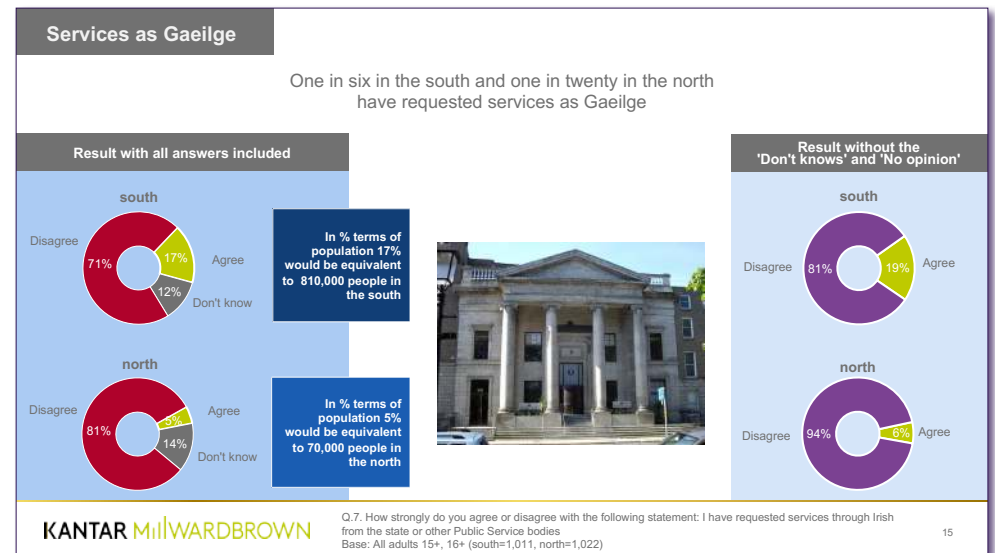 Services as Gaeilge
One in six in the south and one in twenty in the north
have requested services as Gaeilge
Result with all answers included
south
Disagree
71%
17%
Agree
12%
Don't know
In % terms of
population 17%
would be equivalent
to 810,000 people in
the south
north
Disagree
81%
5%
Agree
14%
Don't know
In % terms of
population 5%
would be equivalent
to 70,000 people in
the north
Result without the
'Don't knows' and 'No opinion'
south
Disagree
81%
19%
Agree
north
Disagree
94%
6%
Agree
KANTAR MillWARDBROWN
Q.7. How strongly do you agree or disagree with the following statement: I have requested services through Irish
from the state or other Public Service bodies
Base: All adults 15+, 16+ (south=1,011, north=1,022)
15